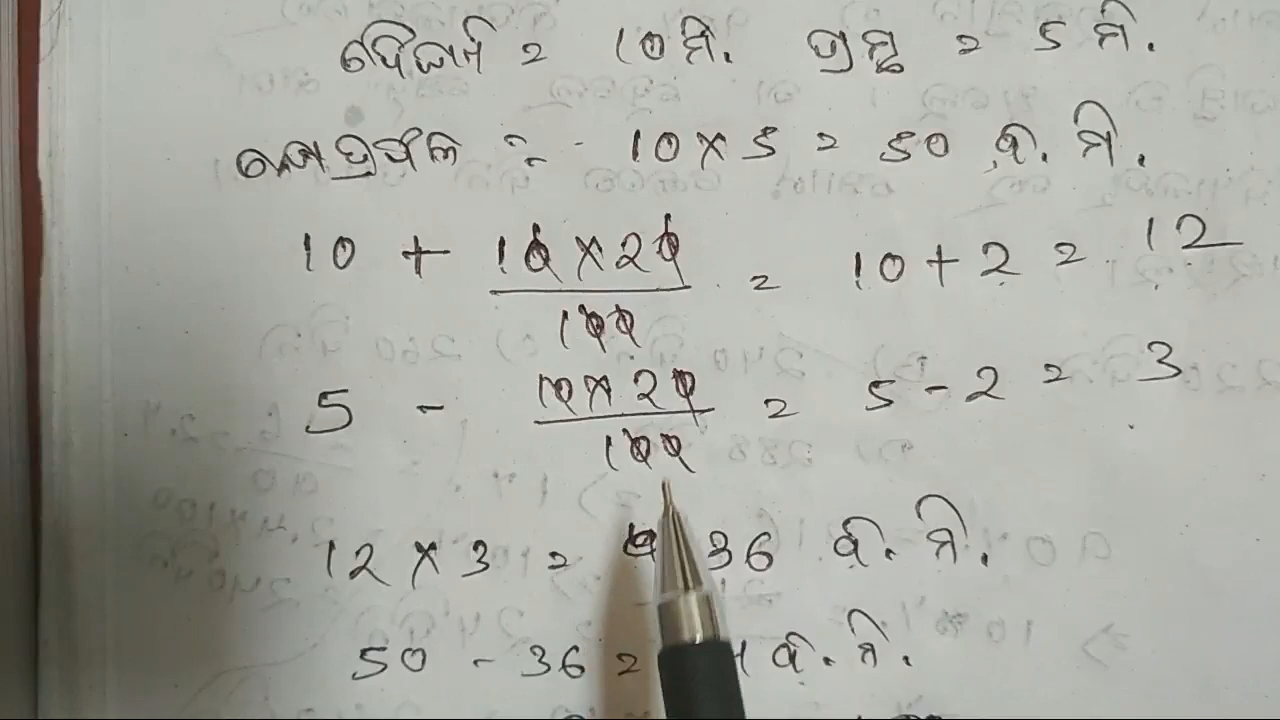 ଦୈର୍ଘ୍ୟ = 10 ମି. ପ୍ରସ୍ଥ = 5 ମି.
କ୍ଷେତ୍ରଫଳ :- 10 × 5 = 50 ବ. ମି.
10 + 10 × 20 / 100 = 10 + 2 = 12
5 - 10 × 20 / 100 = 5 - 2 = 3
12 × 3 = 36 ବ. ମି.
50 - 36 = ବ. ମି.